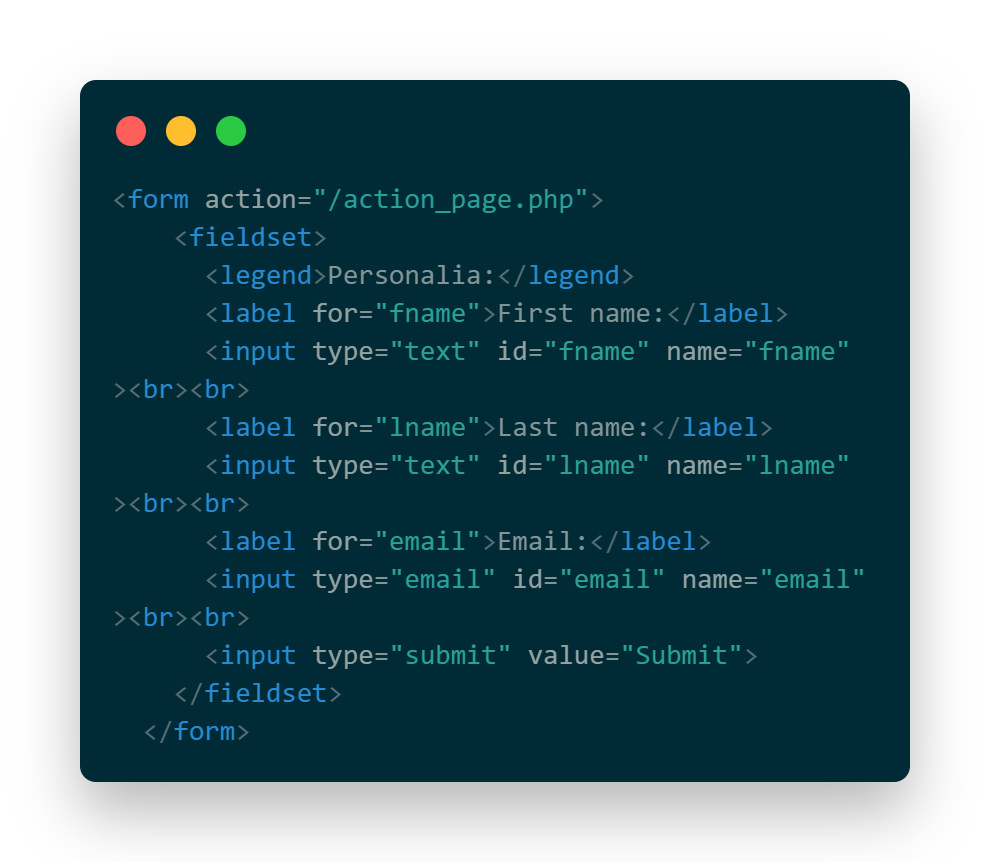 <form action="/action_page.php">
    <fieldset>
      <legend>Personalia:</legend>
      <label for="fname">First name:</label>
      <input type="text" id="fname" name="fname"
><br><br>
      <label for="lname">Last name:</label>
      <input type="text" id="lname" name="lname"
><br><br>
      <label for="email">Email:</label>
      <input type="email" id="email" name="email"
><br><br>
      <input type="submit" value="Submit">
    </fieldset>
  </form>